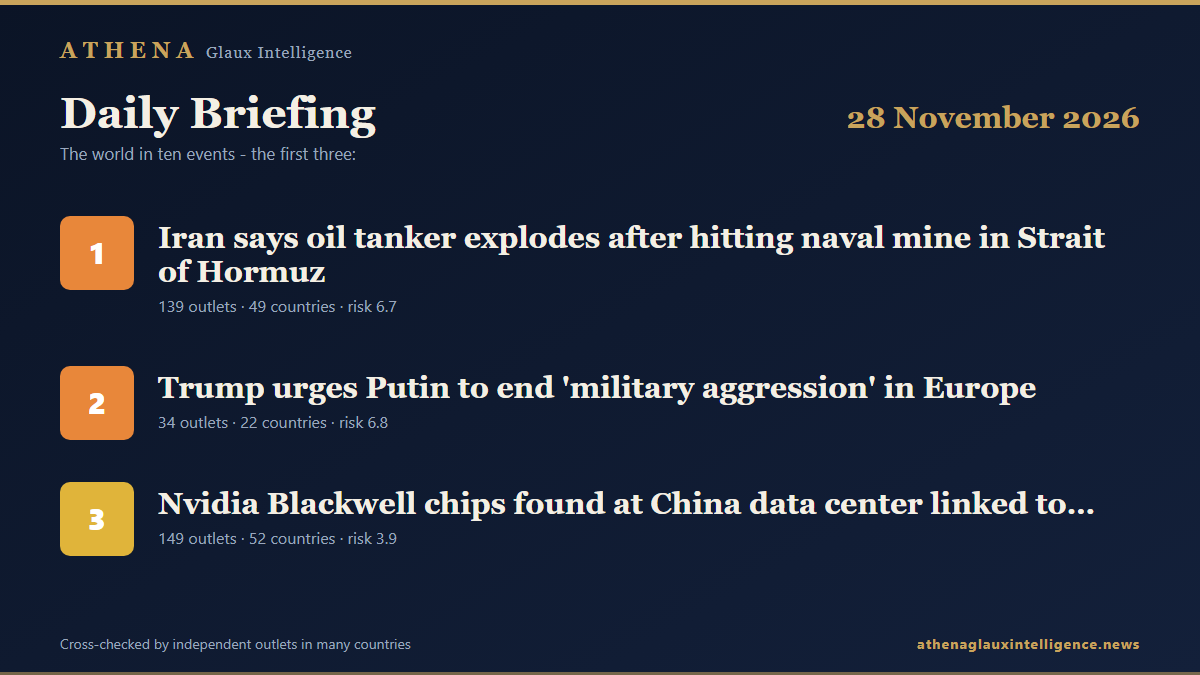 ATHENA Glaux Intelligence
Daily Briefing
28 November 2026
The world in ten events - the first three:
1
Iran says oil tanker explodes after hitting naval mine in Strait
of Hormuz
139 outlets · 49 countries · risk 6.7
2
Trump urges Putin to end 'military aggression' in Europe
34 outlets · 22 countries · risk 6.8
3
Nvidia Blackwell chips found at China data center linked to...
149 outlets · 52 countries · risk 3.9
Cross-checked by independent outlets in many countries
athenaglauxintelligence.news